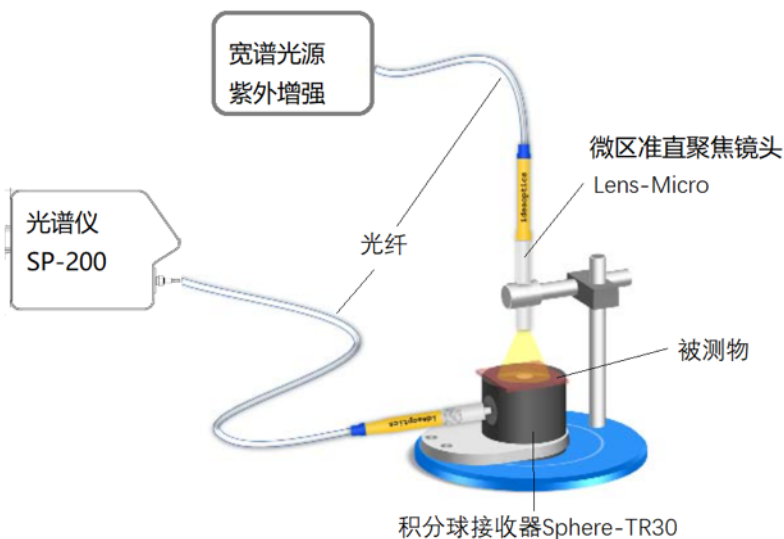 宽谱光源
紫外增强
微区准直聚焦镜头
Lens-Micro
ideaoptics
光谱仪
SP-200
光纤
被测物
ideaoptics
积分球接收器Sphere-TR30